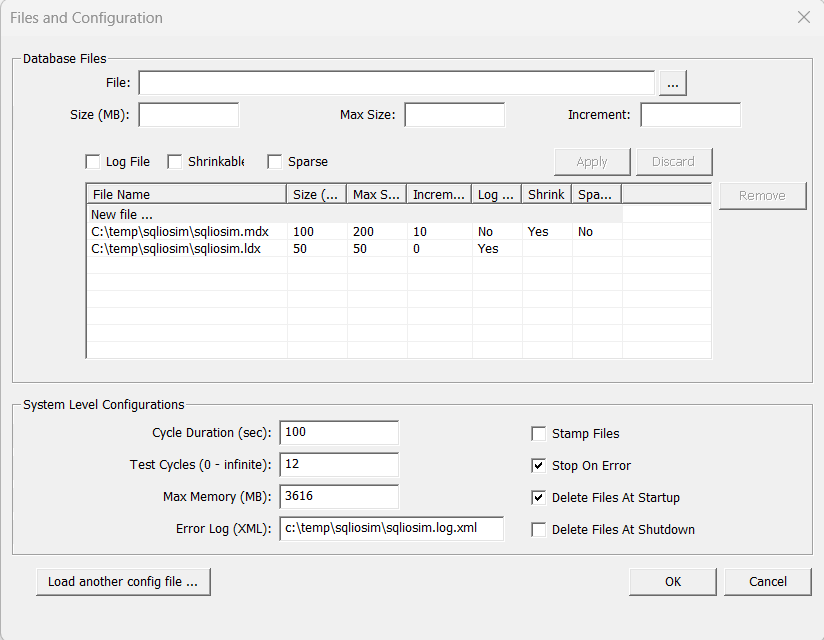 Files and Configuration
Database Files
File:
...
Size (MB): Max Size: Increment:
Log File Shrinkable Sparse Apply Discard
File Name Size (... Max S... Increm... Log ... Shrink Spa... Remove
New file ...
C:\temp\sqliosim\sqliosim.mdx 100 200 10 No Yes No
C:\temp\sqliosim\sqliosim.ldx 50 50 0 Yes
System Level Configurations
Cycle Duration (sec): 100 Stamp Files
Test Cycles (0 - infinite): 12 Stop On Error
Max Memory (MB): 3616 Delete Files At Startup
Error Log (XML): c:\temp\sqliosim\sqliosim.log.xml Delete Files At Shutdown
Load another config file ... OK Cancel